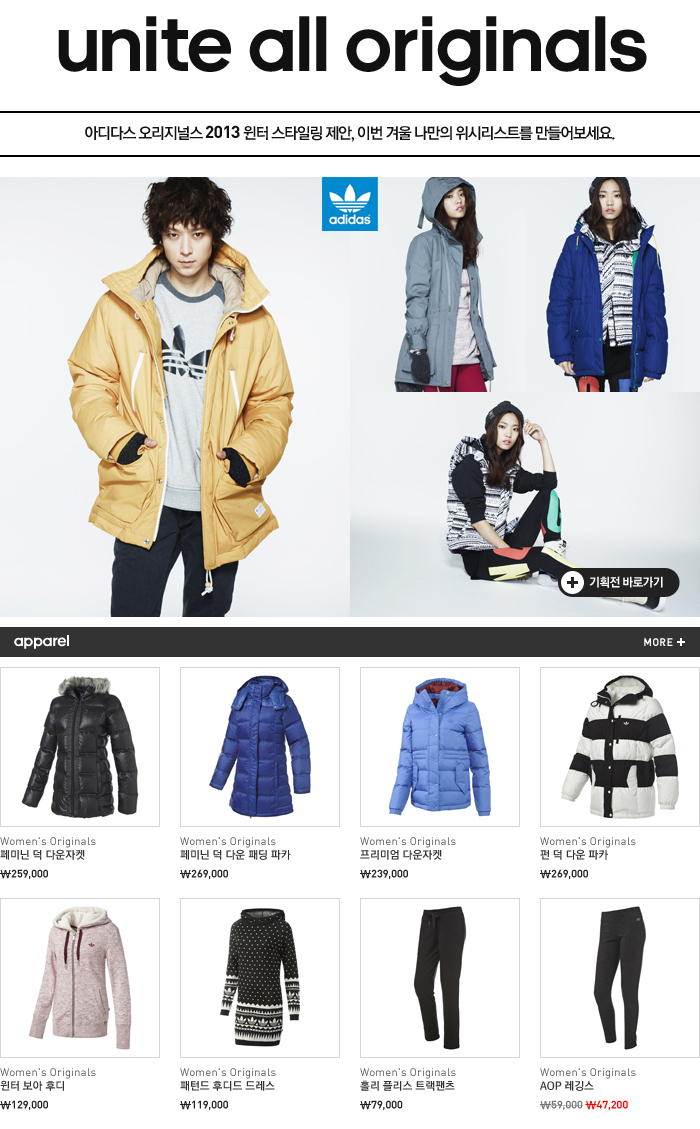 unite all originals
아디다스 오리지널스 2013 윈터 스타일링 제안, 이번 겨울 나만의 위시리스트를 만들어보세요.
adidas
기획전 바로가기
apparel
MORE +
Women's Originals
페미닌 덕 다운자켓
₩259,000
Women's Originals
페미닌 덕 다운 패딩 파카
₩269,000
Women's Originals
프리미엄 다운자켓
₩239,000
Women's Originals
펀 덕 다운 파카
₩269,000
Women's Originals
윈터 보아 후디
₩129,000
Women's Originals
패턴드 후디드 드레스
₩119,000
Women's Originals
홀리 플리스 트랙팬츠
₩79,000
Women's Originals
AOP 레깅스
₩59,000 ₩47,200